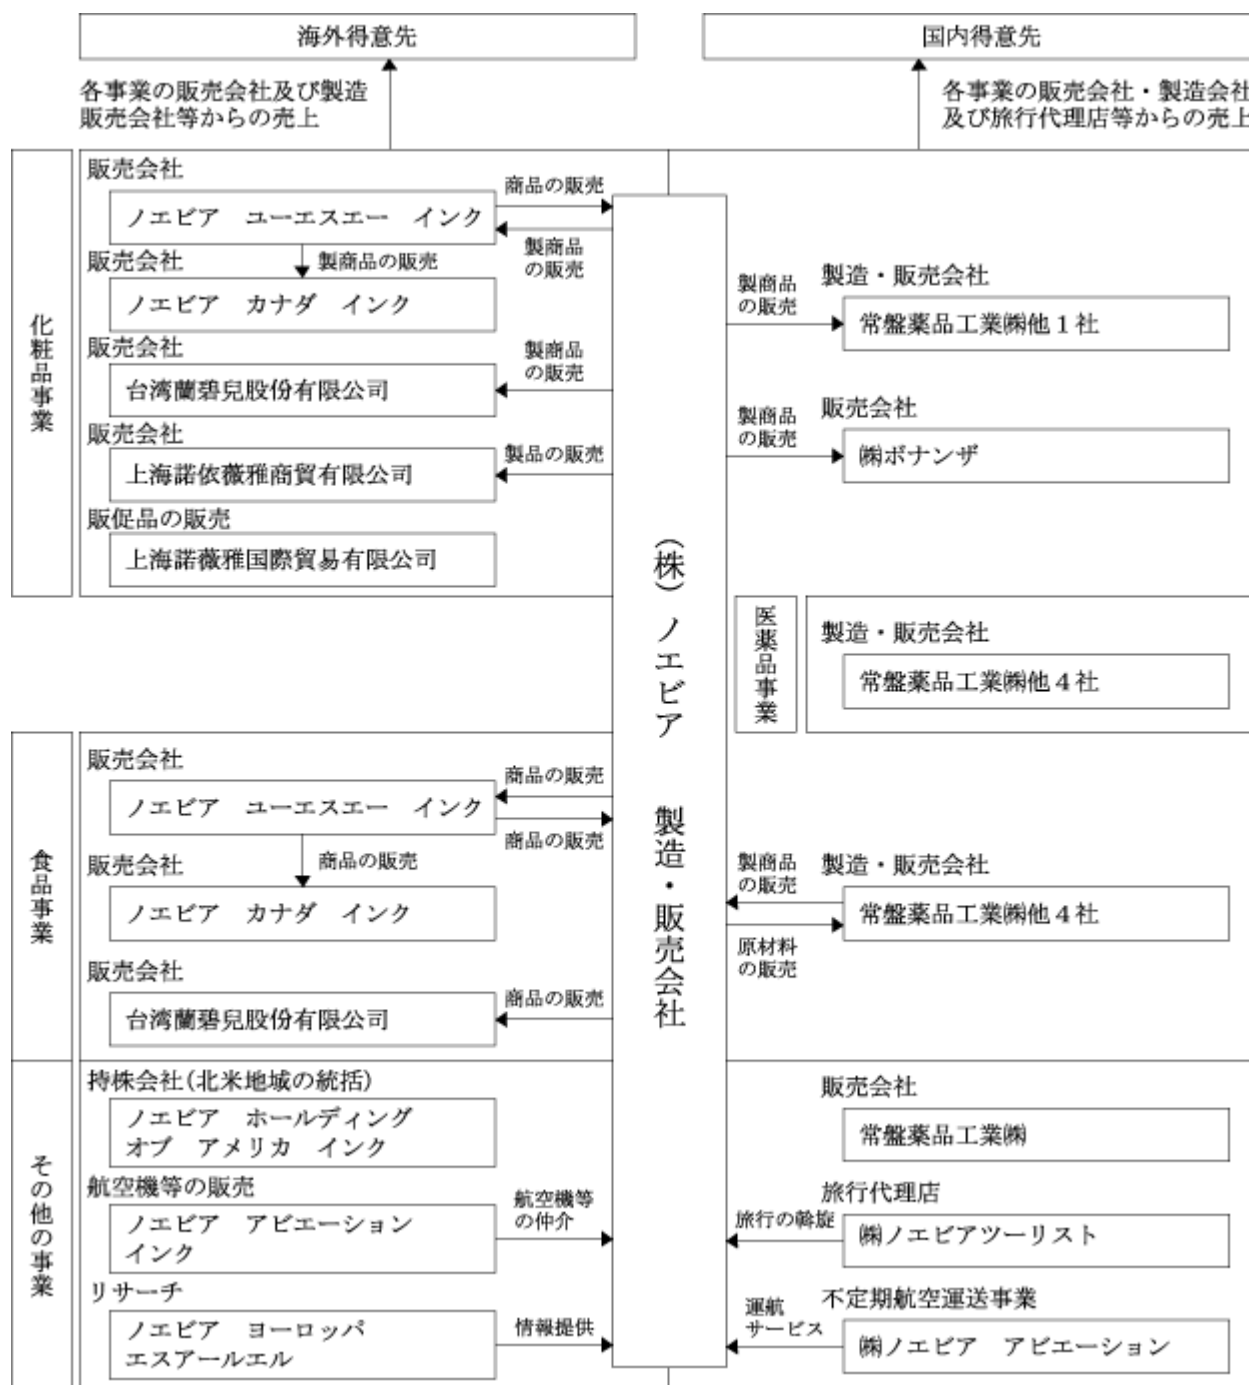 海外得意先
国内得意先
各事業の販売会社及び製造
販売会社等からの売上
各事業の販売会社・製造会社
及び旅行代理店等からの売上
化粧品事業
販売会社
ノエビア ユーエスエー インク
商品の販売
製商品
の販売
製商品の販売
販売会社
ノエビア カナダ インク
販売会社
台湾蘭碧兒股份有限公司
製商品
の販売
販売会社
上海諾依薇雅商貿有限公司
製品の販売
販促品の販売
上海諾薇雅国際貿易有限公司
(株)ノエビア 製造・販売会社
製商品
の販売
製造・販売会社
常盤薬品工業㈱他1社
製商品
の販売
販売会社
㈱ボナンザ
医薬品事業
製造・販売会社
常盤薬品工業㈱他4社
食品事業
販売会社
ノエビア ユーエスエー インク
商品の販売
商品の販売
商品の販売
販売会社
ノエビア カナダ インク
販売会社
台湾蘭碧兒股份有限公司
商品の販売
製商品
の販売
製造・販売会社
常盤薬品工業㈱他4社
原材料
の販売
その他の事業
持株会社(北米地域の統括)
ノエビア ホールディング
オブ アメリカ インク
航空機等の販売
ノエビア アビエーション
インク
航空機等
の仲介
リサーチ
ノエビア ヨーロッパ
エスアールエル
情報提供
販売会社
常盤薬品工業㈱
旅行代理店
旅行の斡旋
㈱ノエビアツーリスト
不定期航空運送事業
運航
サービス
㈱ノエビア アビエーション